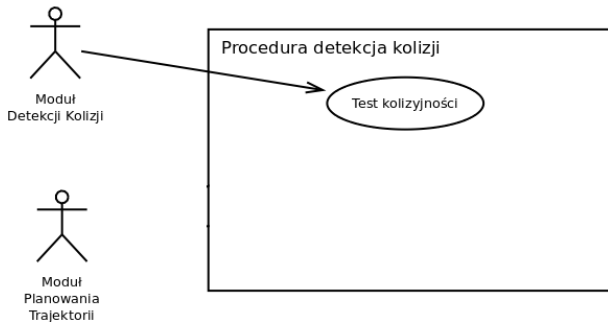 Procedura detekcja kolizji
Test kolizyjności
Moduł
Detekcji Kolizji
Moduł
Planowania
Trajektorii